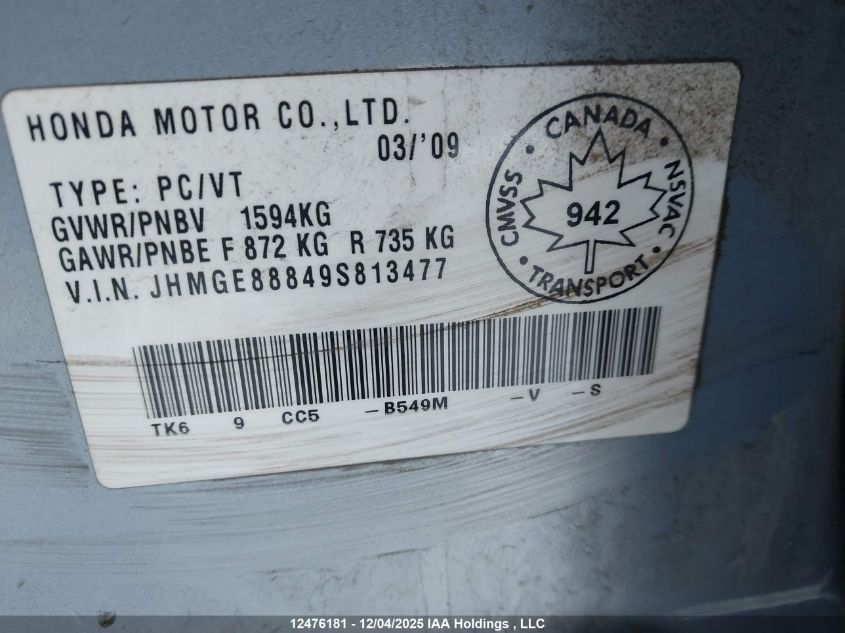 HONDA MOTOR CO.,LTD.
03/'09
TYPE: PC/VT
GVWR/PNBV 1594KG
GAWR/PNBE F 872 KG R 735 KG
V.I.N. JHMGE88849S813477
CANADA
CMVSS
942
NSVAC
TRANSPORT
TK6 9 CC5 -B549M -V -S
12476181 - 12/04/2025 IAA Holdings , LLC